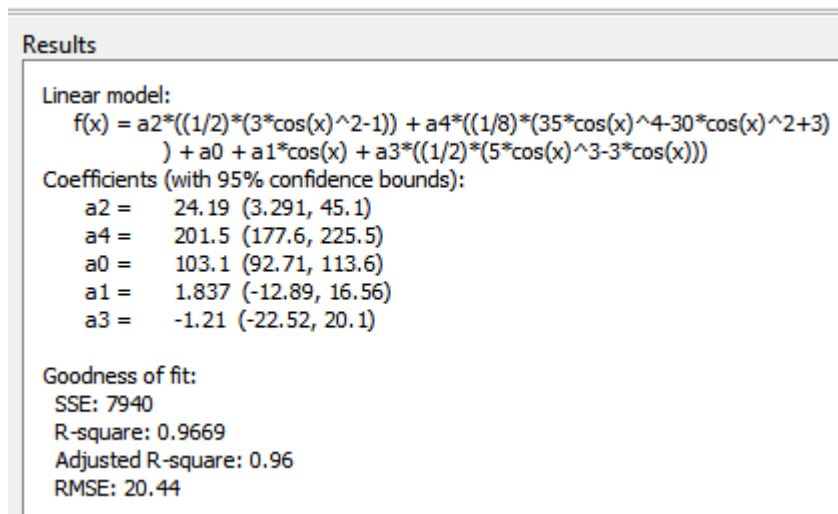 Results
Linear model:
f(x) = a2*((1/2)*(3*cos(x)^2-1)) + a4*((1/8)*(35*cos(x)^4-30*cos(x)^2+3)
) + a0 + a1*cos(x) + a3*((1/2)*(5*cos(x)^3-3*cos(x)))
Coefficients (with 95% confidence bounds):
a2 = 24.19 (3.291, 45.1)
a4 = 201.5 (177.6, 225.5)
a0 = 103.1 (92.71, 113.6)
a1 = 1.837 (-12.89, 16.56)
a3 = -1.21 (-22.52, 20.1)
Goodness of fit:
SSE: 7940
R-square: 0.9669
Adjusted R-square: 0.96
RMSE: 20.44